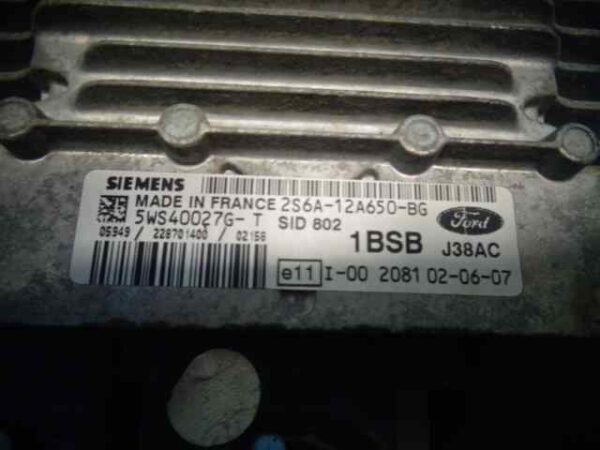 SIEMENS
MADE IN FRANCE 2S6A-12A650-BG
5WS40027G-T SID 802
Ford
05949 / 228701400 / 02156
1BSB J38AC
e11 I-00 2081 02-06-07